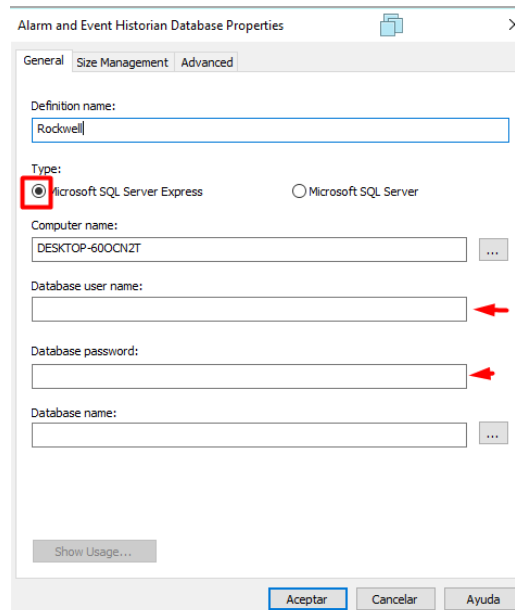 Alarm and Event Historian Database Properties
General Size Management Advanced
Definition name:
Rockwell
Type:
Microsoft SQL Server Express Microsoft SQL Server
Computer name:
DESKTOP-60OCN2T
...
Database user name:
Database password:
Database name:
...
Show Usage...
Aceptar Cancelar Ayuda